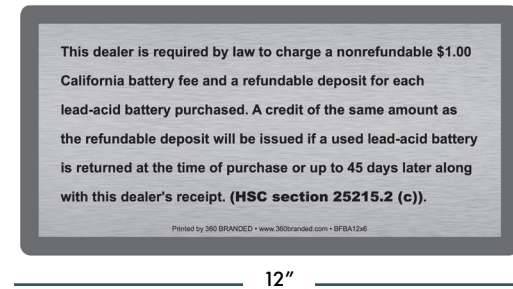 This dealer is required by law to charge a nonrefundable $1.00
California battery fee and a refundable deposit for each
lead-acid battery purchased. A credit of the same amount as
the refundable deposit will be issued if a used lead-acid battery
is returned at the time of purchase or up to 45 days later along
with this dealer's receipt. (HSC section 25215.2 (c)).
Printed by 360 BRANDED • www.360branded.com • BFBA12x6
12"